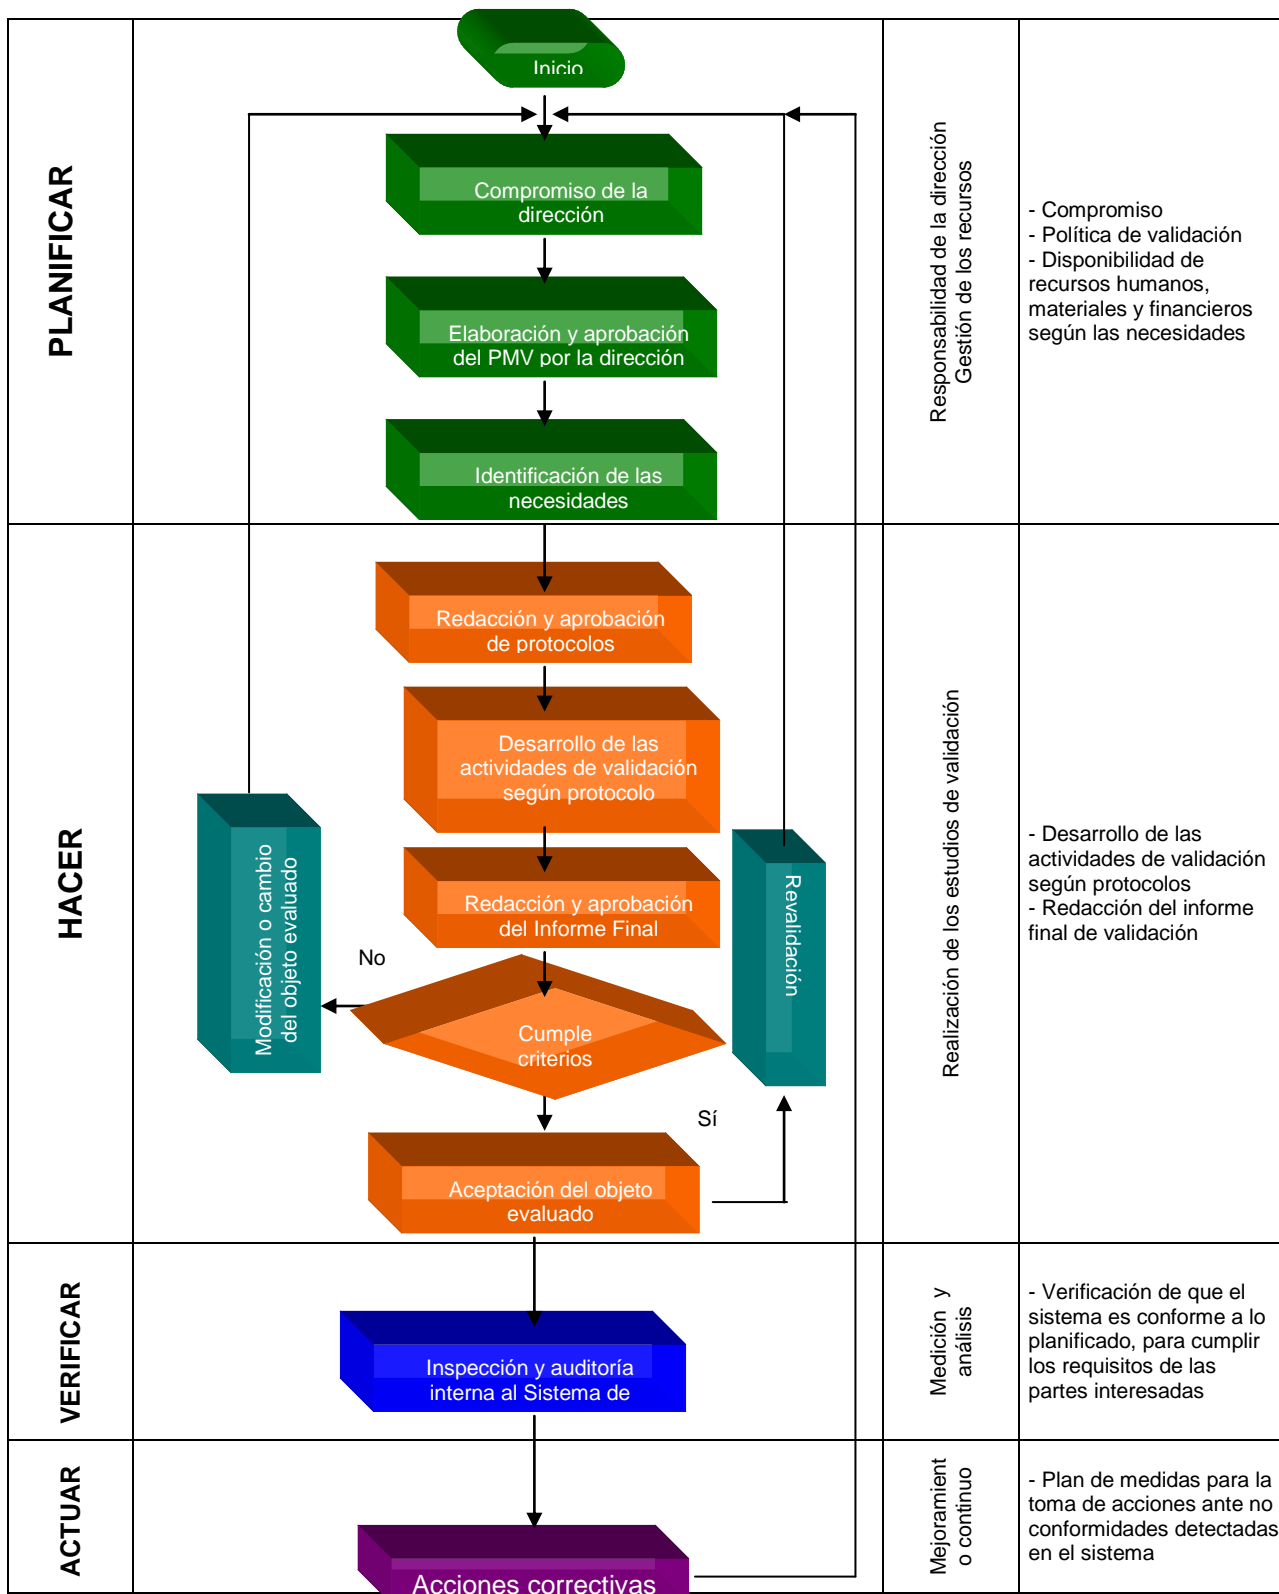 PLANIFICAR
Inicio
Compromiso de la
dirección
Elaboración y aprobación
del PMV por la dirección
Identificación de las
necesidades
Responsabilidad de la dirección
Gestión de los recursos
- Compromiso
- Política de validación
- Disponibilidad de
recursos humanos,
materiales y financieros
según las necesidades
HACER
Redacción y aprobación
de protocolos
Desarrollo de las
actividades de validación
según protocolo
Redacción y aprobación
del Informe Final
No
Modificación o cambio
del objeto evaluado
Cumple
criterios
Revalidación
Sí
Aceptación del objeto
evaluado
Realización de los estudios de validación
- Desarrollo de las
actividades de validación
según protocolos
- Redacción del informe
final de validación
VERIFICAR
Inspección y auditoría
interna al Sistema de
Medición y
análisis
- Verificación de que el
sistema es conforme a lo
planificado, para cumplir
los requisitos de las
partes interesadas
ACTUAR
Acciones correctivas
Mejoramient
o continuo
- Plan de medidas para la
toma de acciones ante no
conformidades detectadas
en el sistema